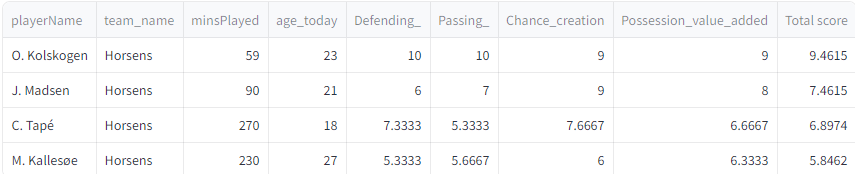 playerName team_name minsPlayed age_today Defending_ Passing_ Chance_creation Possession_value_added Total score
O. Kolskogen Horsens 59 23 10 10 9 9 9.4615
J. Madsen Horsens 90 21 6 7 9 8 7.4615
C. Tapé Horsens 270 18 7.3333 5.3333 7.6667 6.6667 6.8974
M. Kallesøe Horsens 230 27 5.3333 5.6667 6 6.3333 5.8462